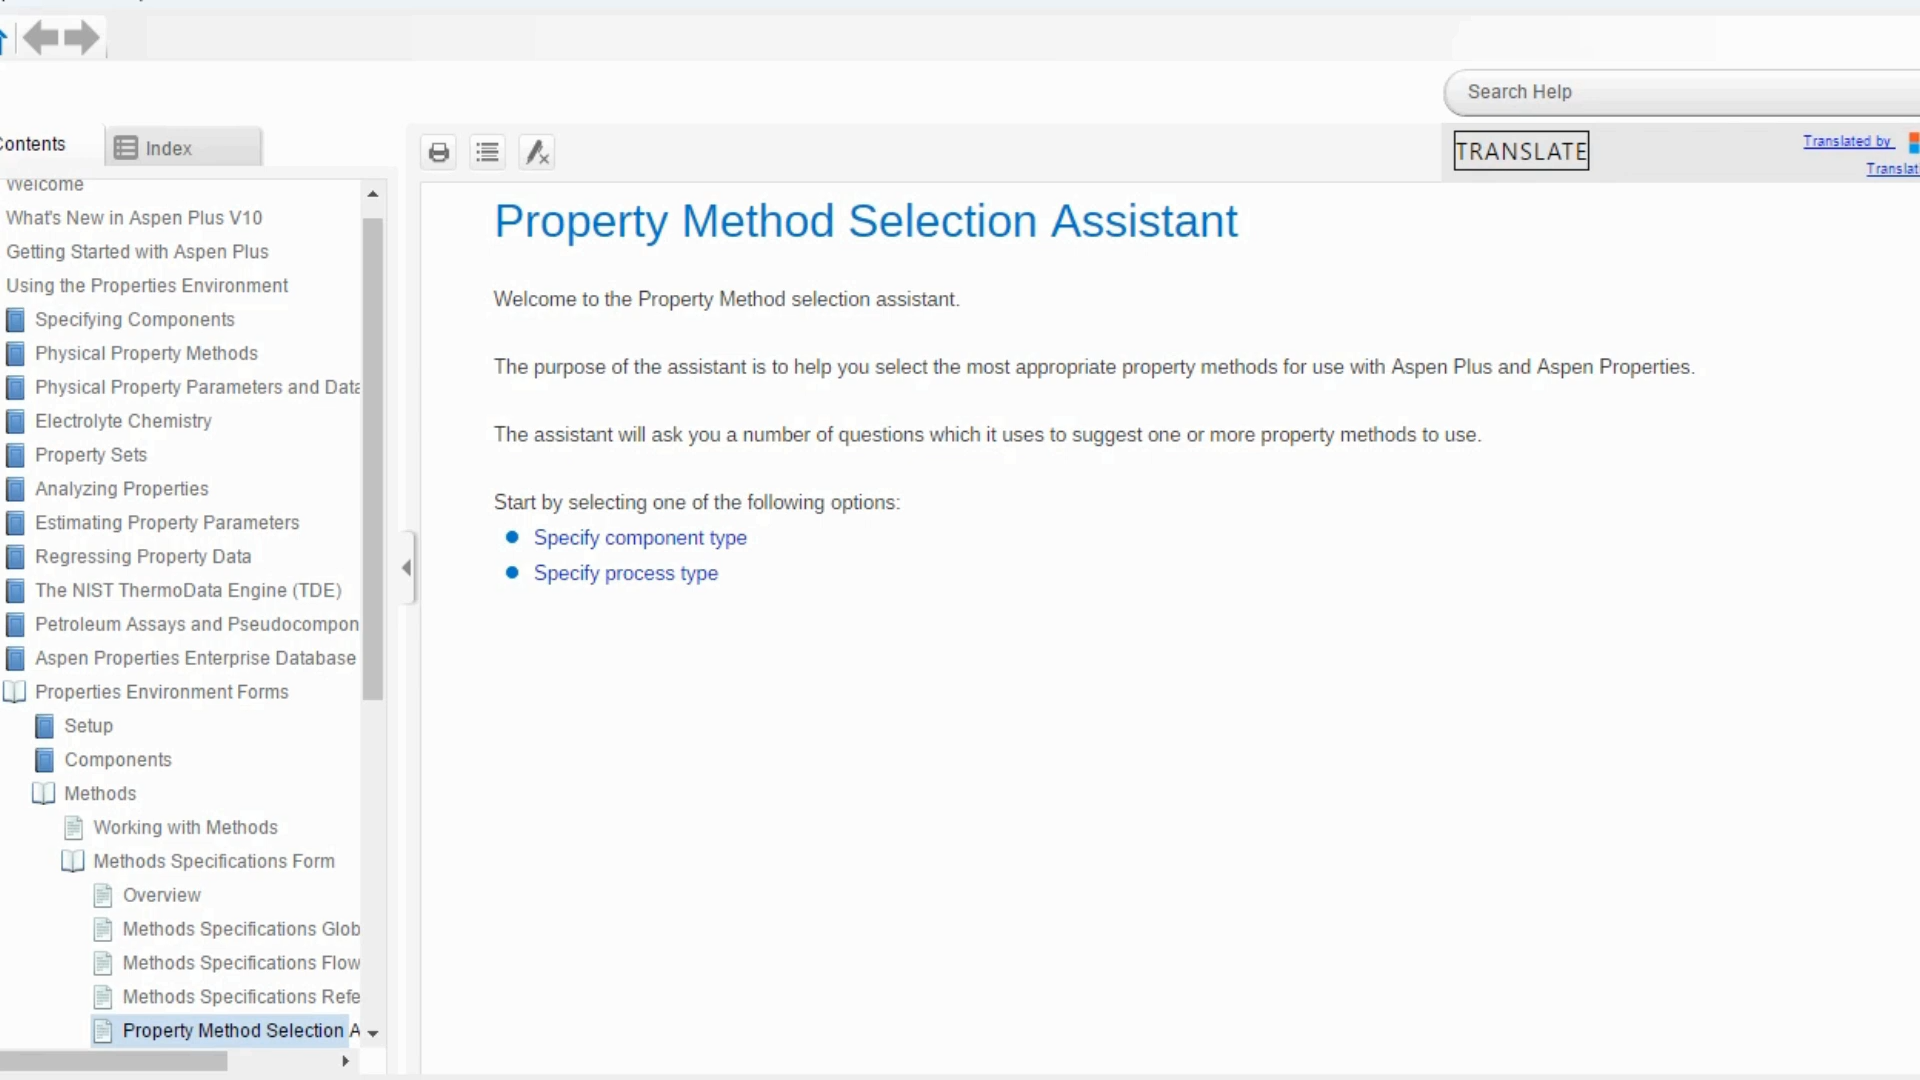 Search Help
Contents
Index
TRANSLATE
Translated by
Welcome
What's New in Aspen Plus V10
Getting Started with Aspen Plus
Using the Properties Environment
Specifying Components
Physical Property Methods
Physical Property Parameters and Data
Electrolyte Chemistry
Property Sets
Analyzing Properties
Estimating Property Parameters
Regressing Property Data
The NIST ThermoData Engine (TDE)
Petroleum Assays and Pseudocompon
Aspen Properties Enterprise Database
Properties Environment Forms
Setup
Components
Methods
Working with Methods
Methods Specifications Form
Overview
Methods Specifications Glob
Methods Specifications Flow
Methods Specifications Refe
Property Method Selection A
Property Method Selection Assistant
Welcome to the Property Method selection assistant.
The purpose of the assistant is to help you select the most appropriate property methods for use with Aspen Plus and Aspen Properties.
The assistant will ask you a number of questions which it uses to suggest one or more property methods to use.
Start by selecting one of the following options:
Specify component type
Specify process type